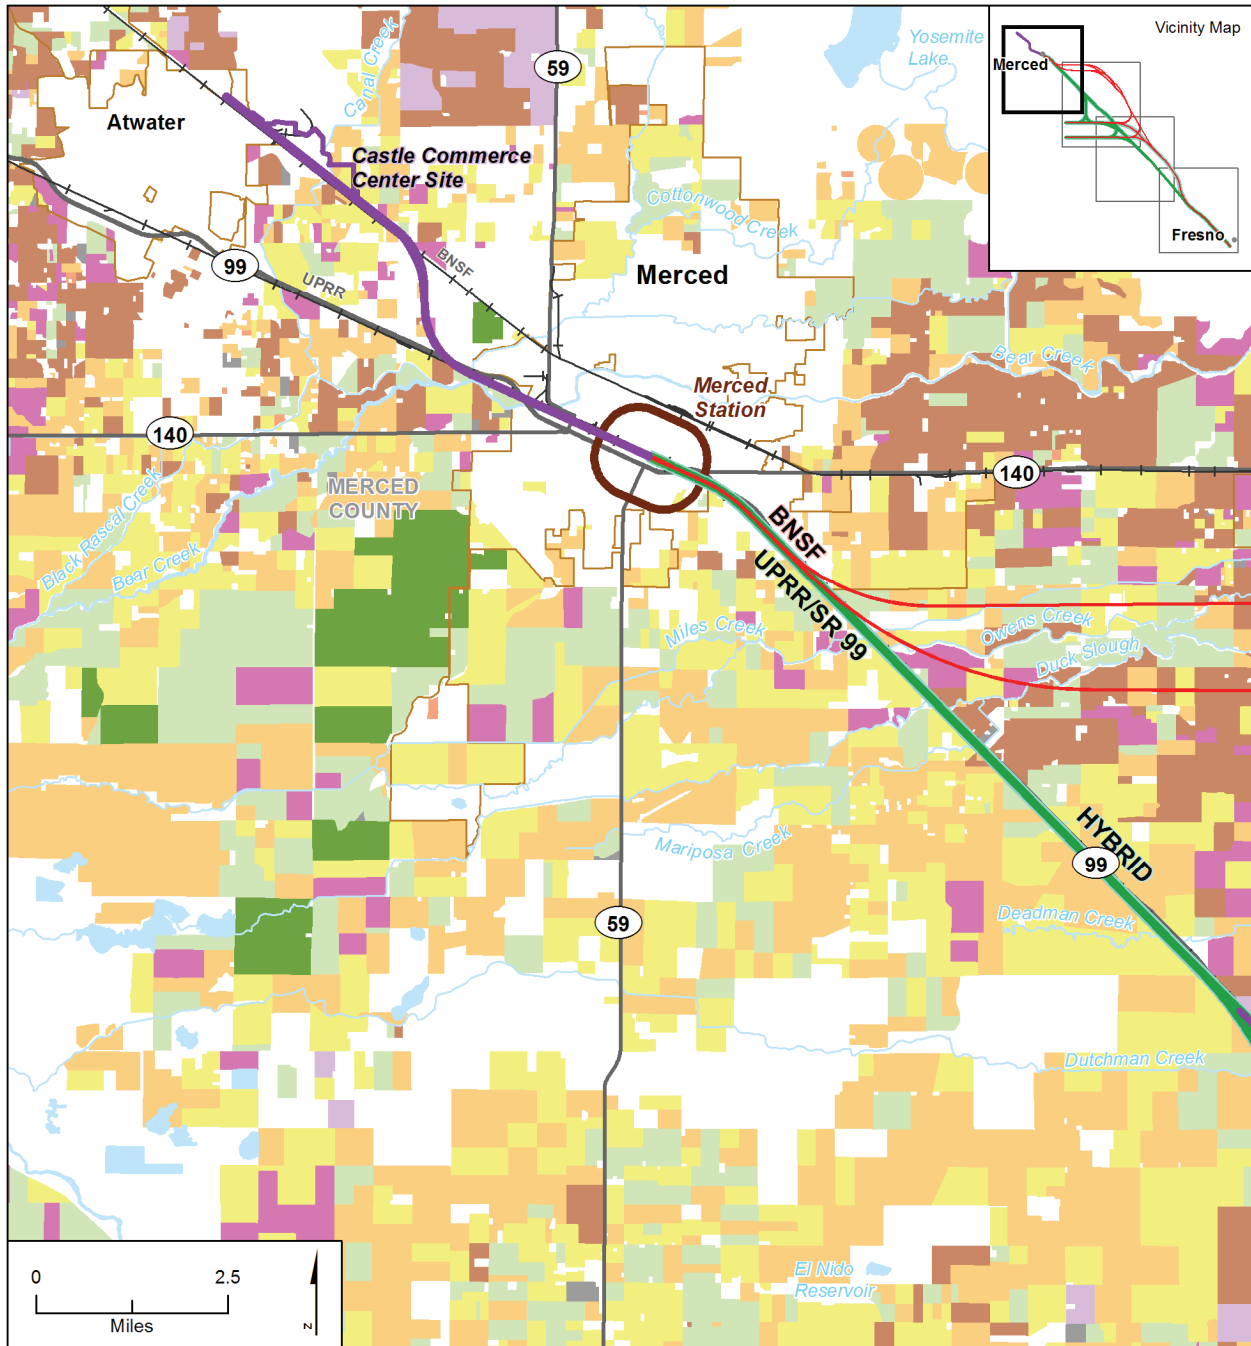 Yosemite
Lake
Vicinity Map
Merced
Fresno
59
Canal Creek
Atwater
Castle Commerce
Center Site
Cottonwood Creek
99
BNSF
UPRR
Merced
Bear Creek
Merced
Station
140
140
MERCED
COUNTY
Black Rascal Creek
Bear Creek
BNSF
UPRR/SR 99
Miles Creek
Owens Creek
Duck Slough
HYBRID
99
Mariposa Creek
Deadman Creek
59
Dutchman Creek
El Nido
Reservoir
0
2.5
Miles
z